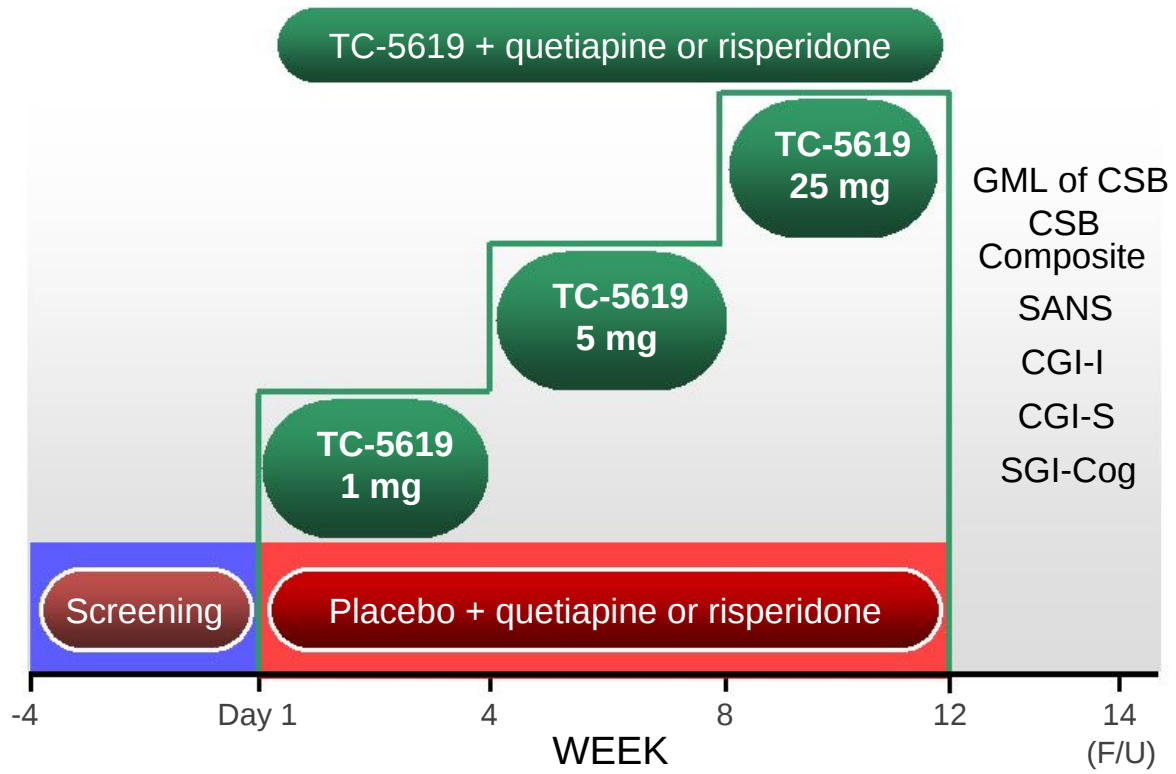 TC-5619 + quetiapine or risperidone
TC-5619
25 mg
GML of CSB
CSB
Composite
TC-5619
5 mg
SANS
CGI-I
CGI-S
SGI-Cog
TC-5619
1 mg
Screening
Placebo + quetiapine or risperidone
-4
Day 1
4
8
12
14
WEEK
(F/U)